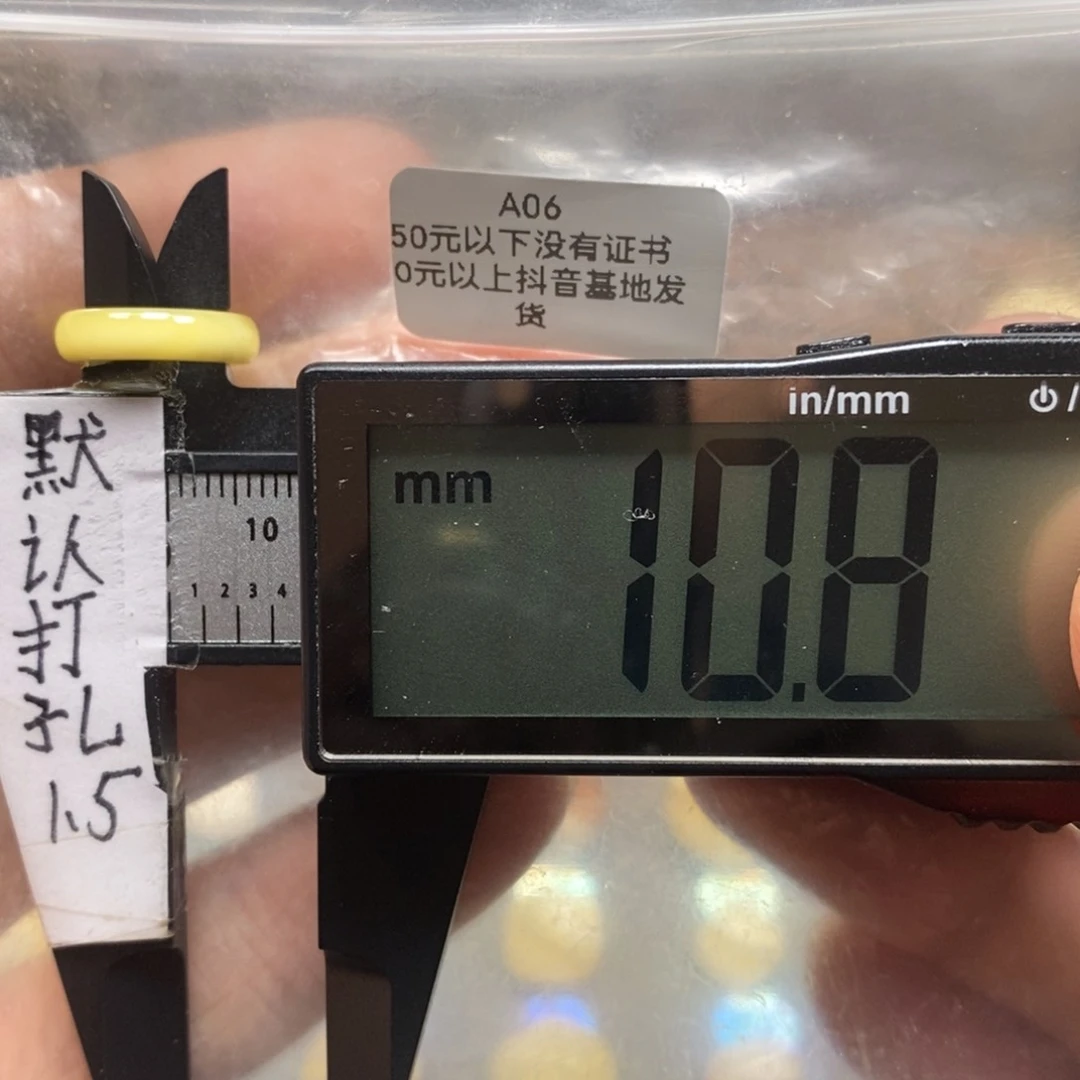 A06
50元以下没有证书
0元以上抖音基地发
货
in/mm
mm
10.8
10
1 2 3 4
默
认
打
孔
1.5